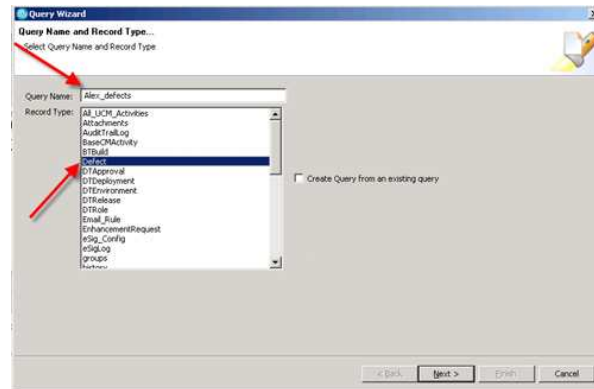 Query Wizard
Query Name and Record Type...
Select Query Name and Record Type
Query Name: Alex_defects
Record Type: All_UCM_Activities
Attachments
AuditTrailLog
BaseCMActivity
BTBuild
Defect
DTApproval
DTDeployment
DTEnvironment
DTRelease
DTRole
Email_Rule
EnhancementRequest
eSig_Config
eSigLog
groups
history
Create Query from an existing query
< Back
Next >
Finish
Cancel